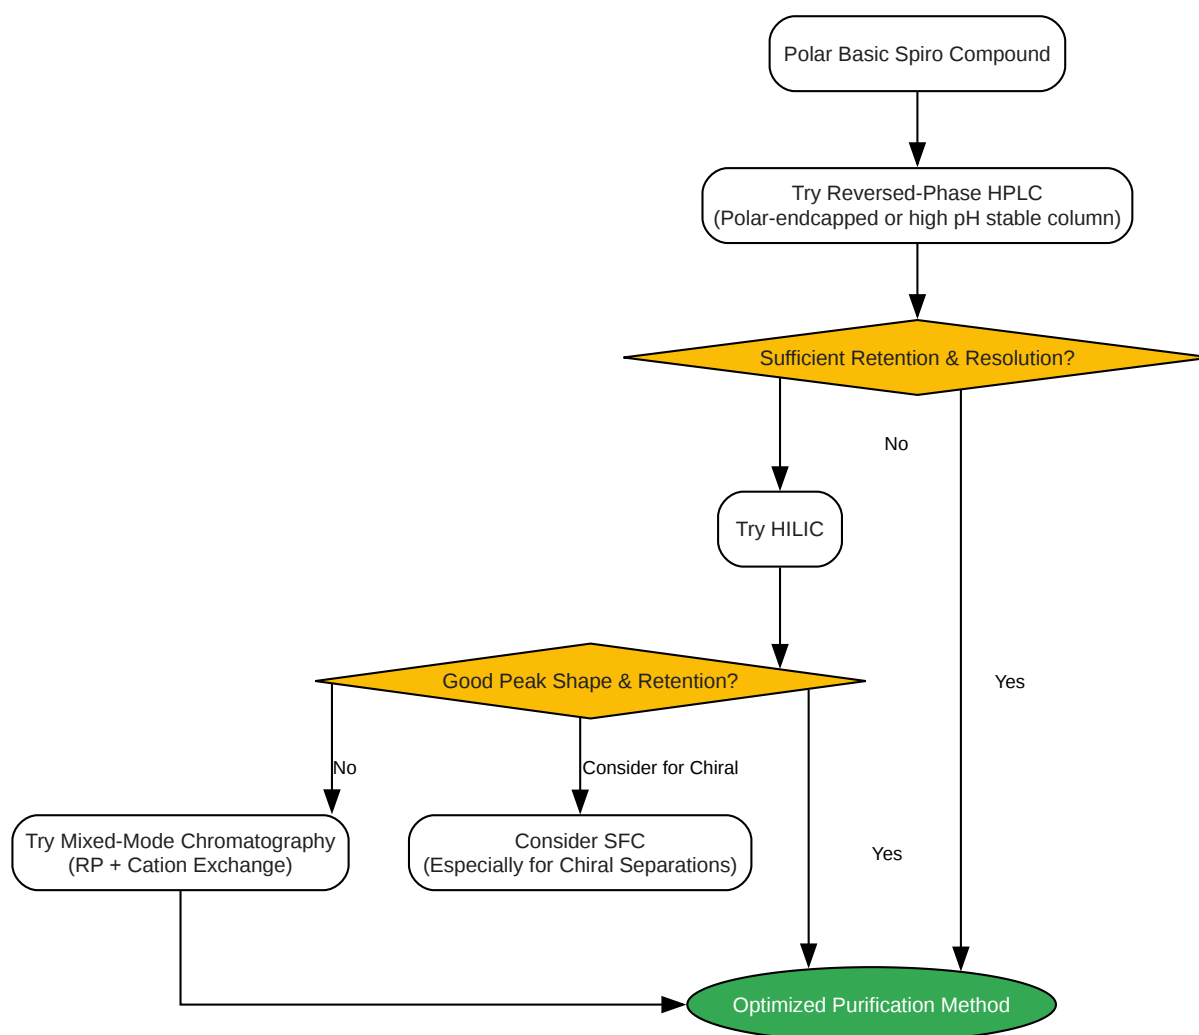 Polar Basic Spiro Compound
Try Reversed-Phase HPLC
(Polar-endcapped or high pH stable column)
Sufficient Retention & Resolution?
No
Try HILIC
Good Peak Shape & Retention?
Yes
No
Consider for Chiral
Try Mixed-Mode Chromatography
(RP + Cation Exchange)
Consider SFC
(Especially for Chiral Separations)
Yes
Optimized Purification Method